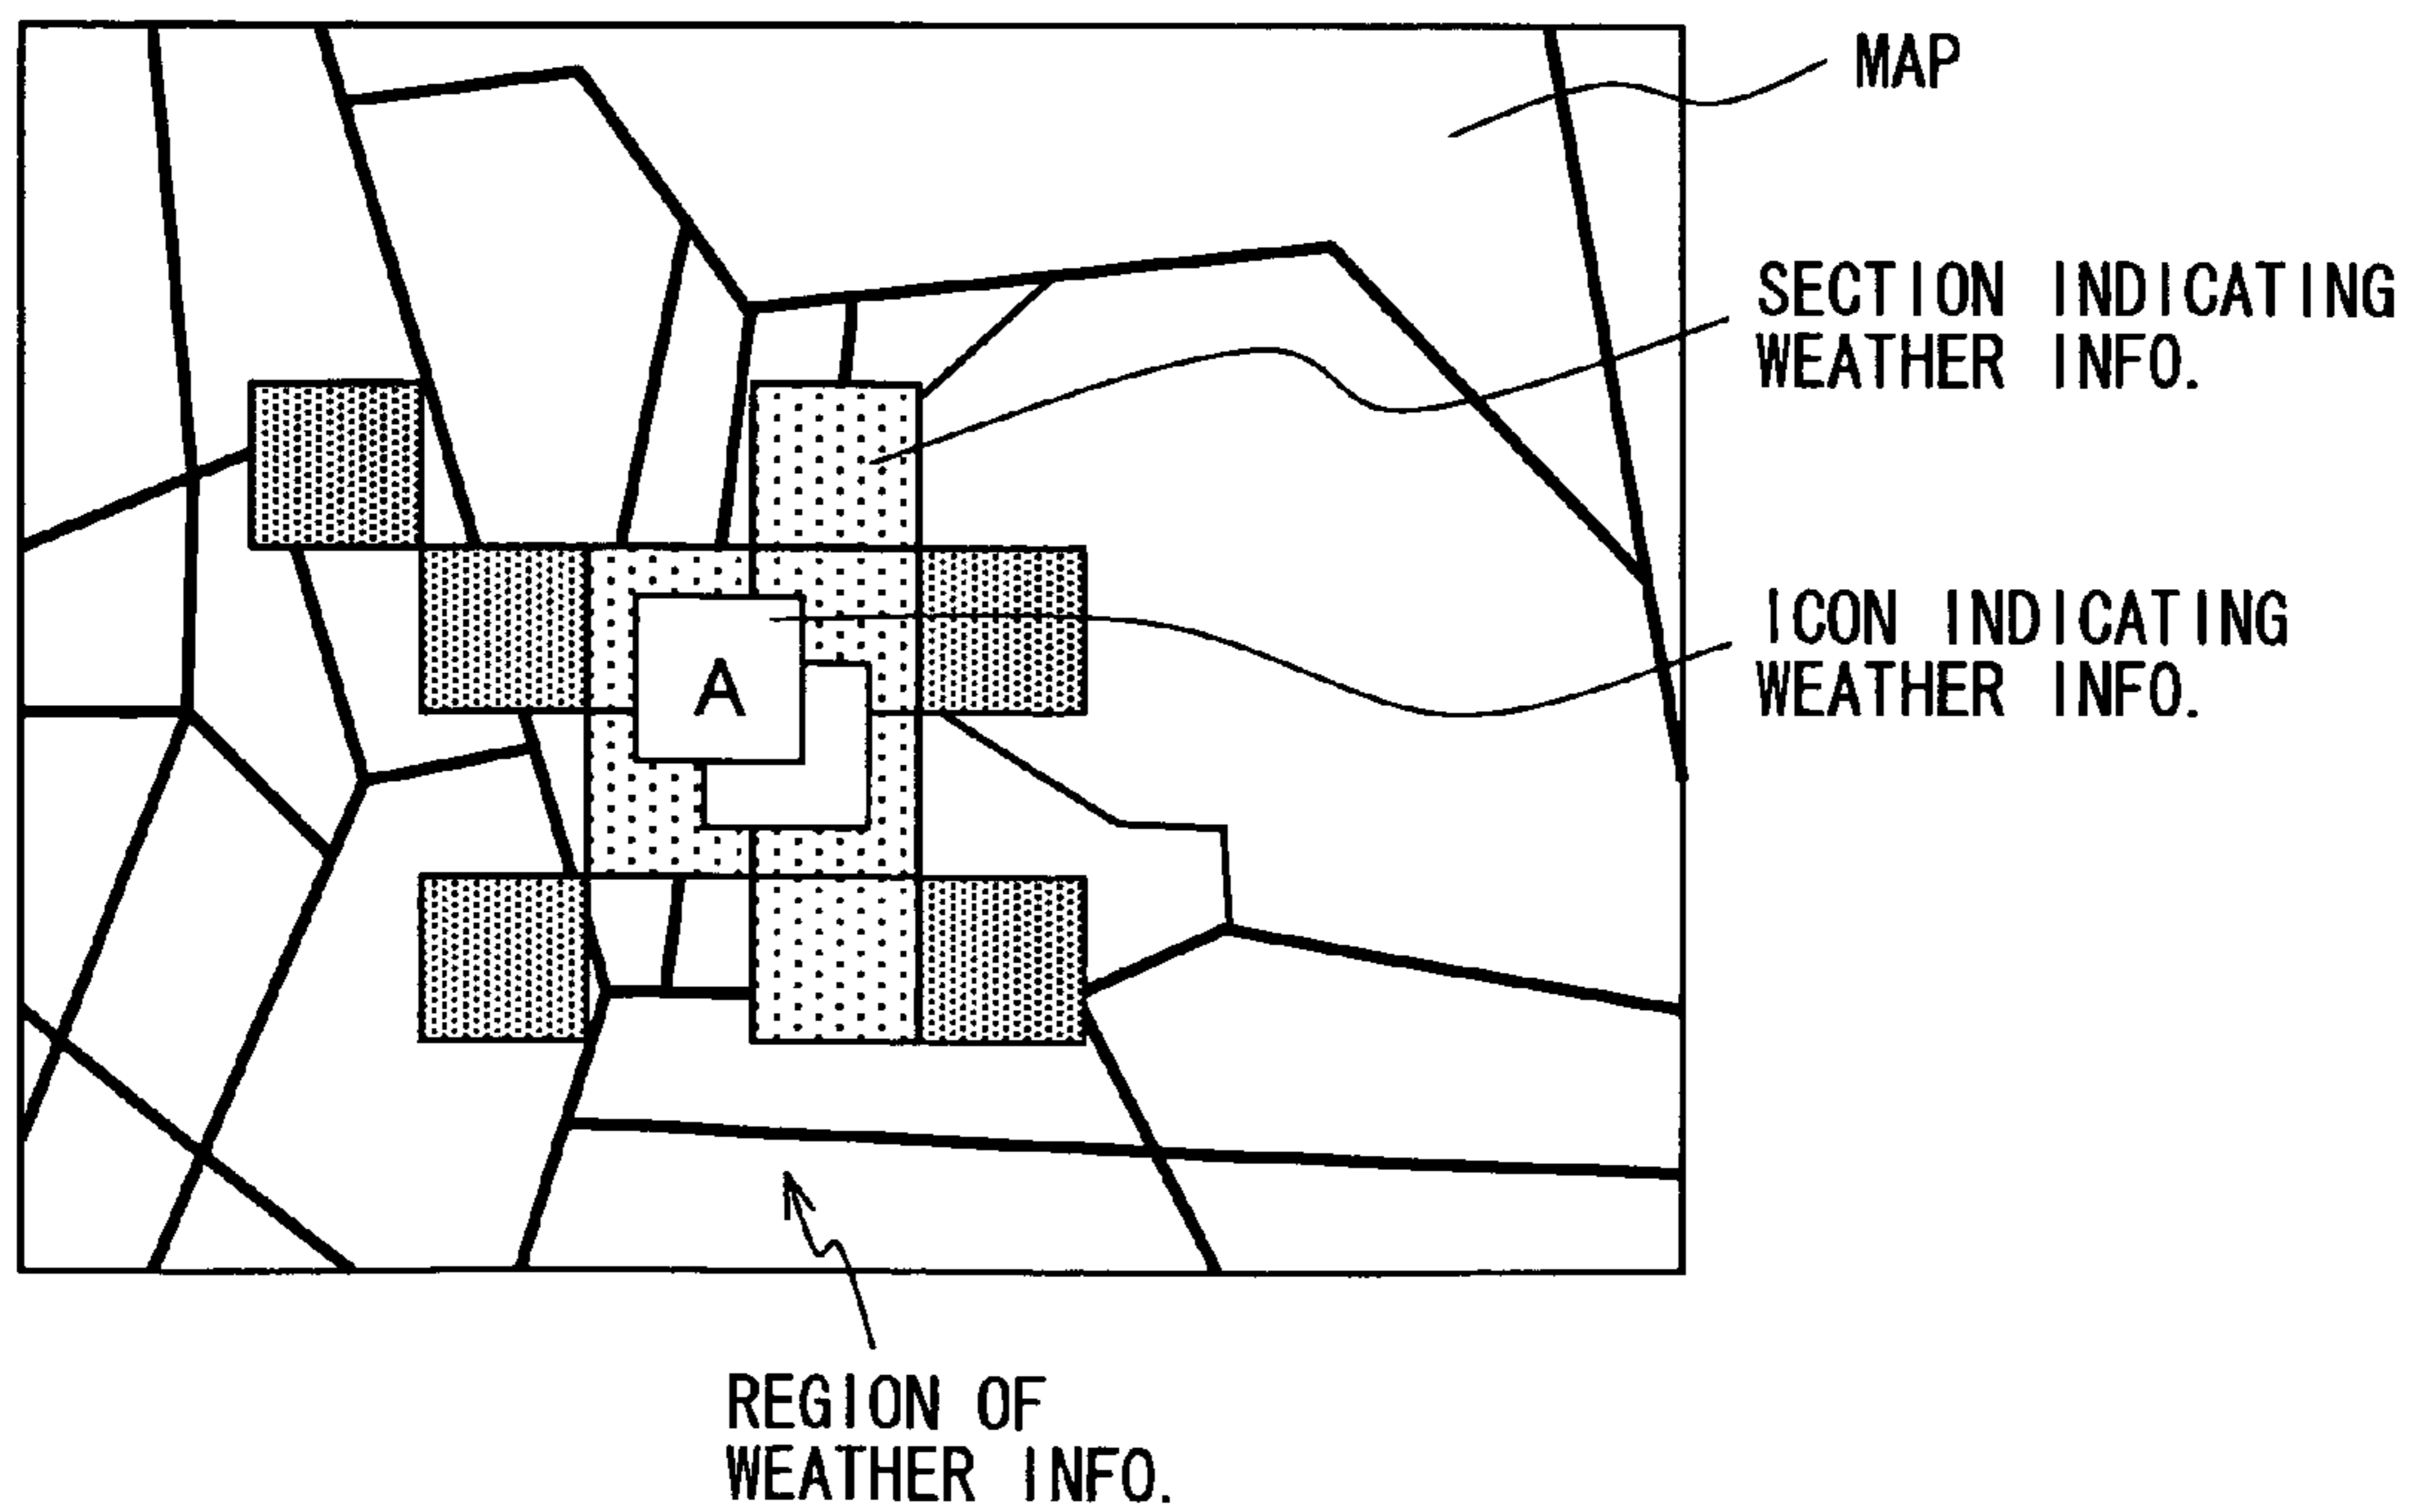 MAP
SECTION INDICATING
WEATHER INFO.
ICON INDICATING
WEATHER INFO.
A
REGION OF
WEATHER INFO.